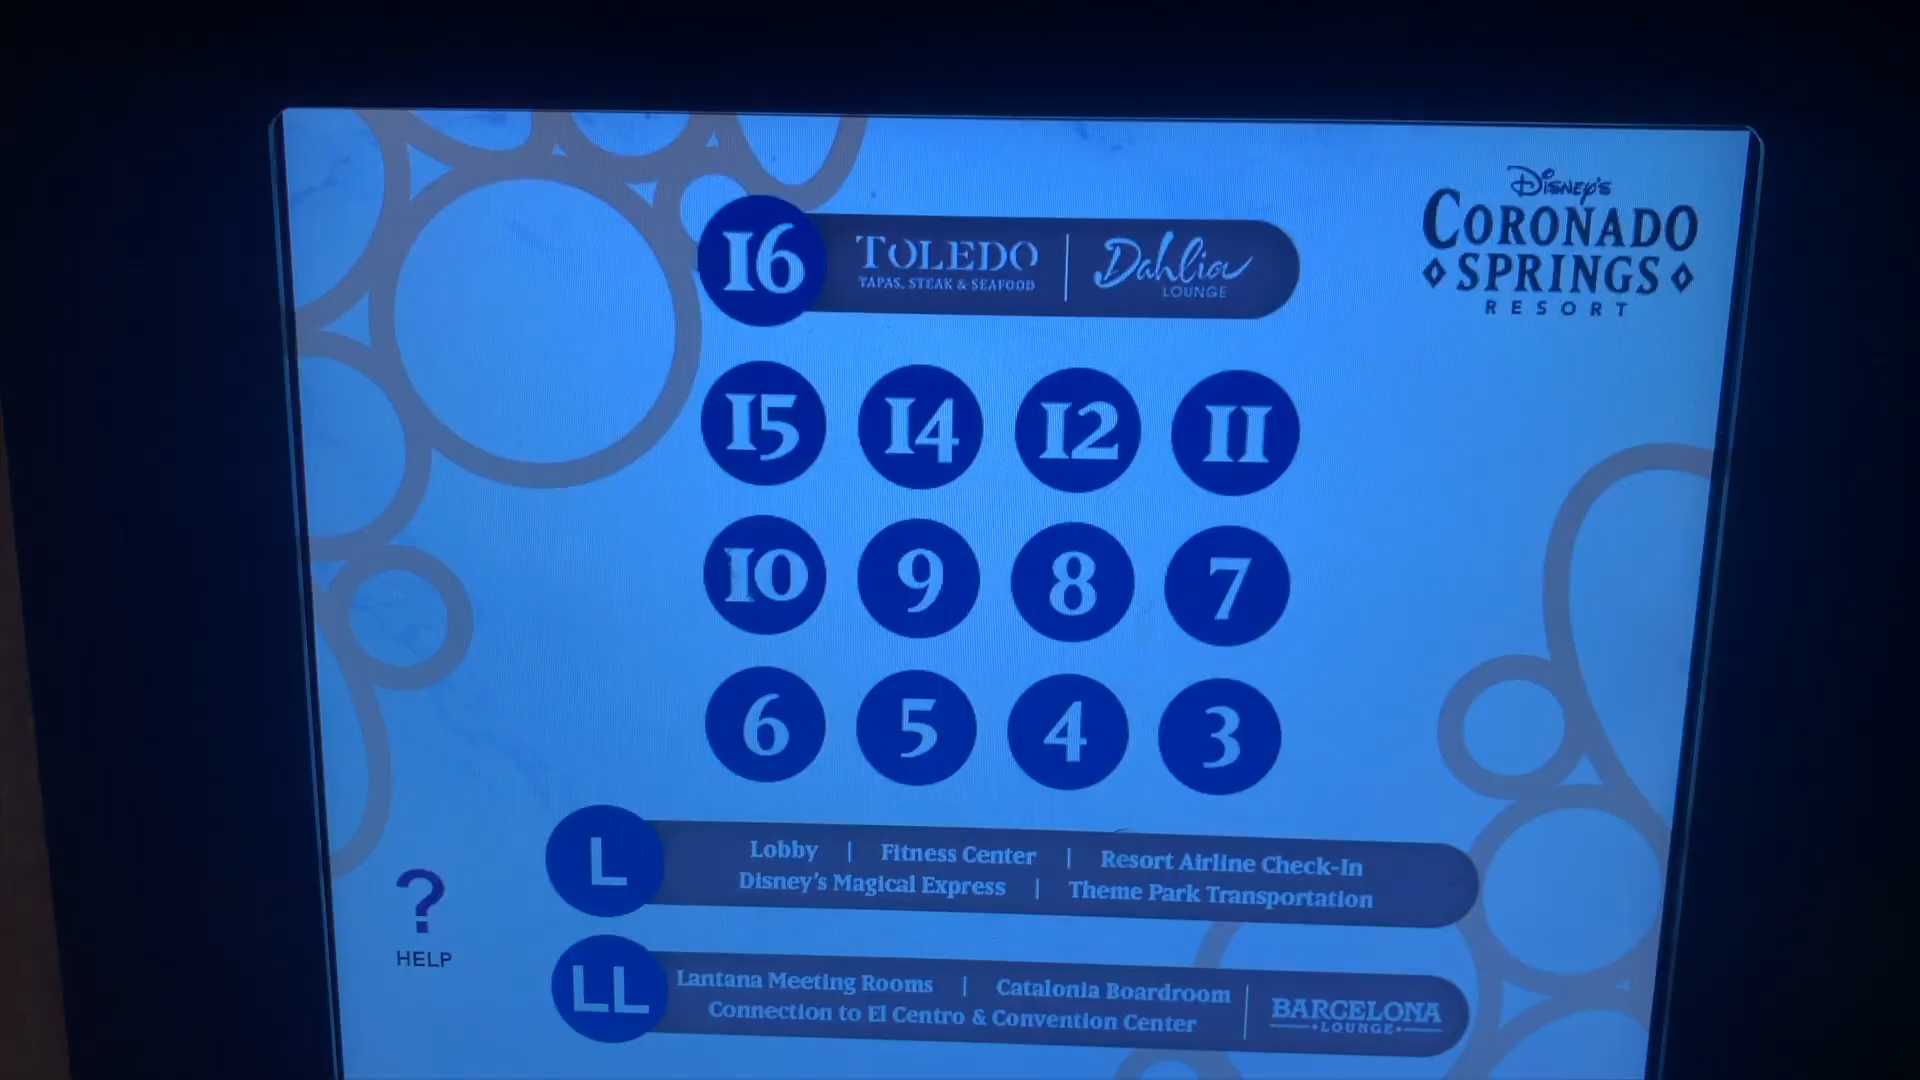 DISNEY'S
CORONADO
SPRINGS
RESORT
16 TOLEDO | Dahlia
TAPAS, STEAK & SEAFOOD LOUNGE
15 14 12 11
10 9 8 7
6 5 4 3
L
Lobby | Fitness Center | Resort Airline Check-In
Disney's Magical Express | Theme Park Transportation
?
HELP
LL
Lantana Meeting Rooms | Catalonia Boardroom
Connection to El Centro & Convention Center
BARCELONA
LOUNGE